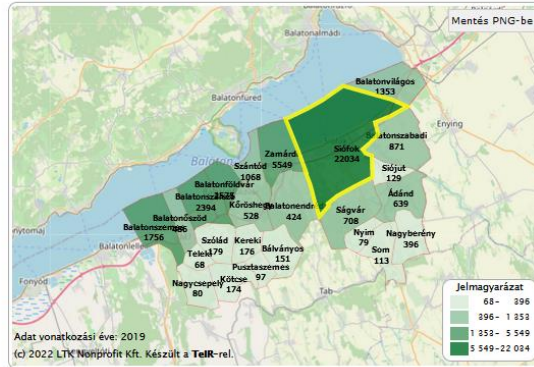 Mentés PNG-be
Balatonalmádi
Balatonvilágos
1353
Balatonfüred
Enying
Balatonszabadi
871
Siófok
22034
Zamárdi
5549
Balaton
Szántód
1068
Siójut
129
Balatonföldvár
Balatonszárszó
2394
Ádánd
639
Kőröshegy
528
Balatonendréd
424
Balatonőszöd
Balatonszemes
1756
Ságvár
708
Nagyberény
396
Nyim
79
Balatonlelle
Szólád
479
Kereki
176
Bálványos
151
Som
113
Teleki
68
Pusztaszemes
97
Kötcse
174
Nagycsepely
80
Fonyód
Tab
Jelmagyarázat
68- 396
396- 1 353
1 353- 5 549
5 549-22 034
Adat vonatkozási éve: 2019
(c) 2022 LTK Nonprofit Kft. Készült a TeIR-rel.